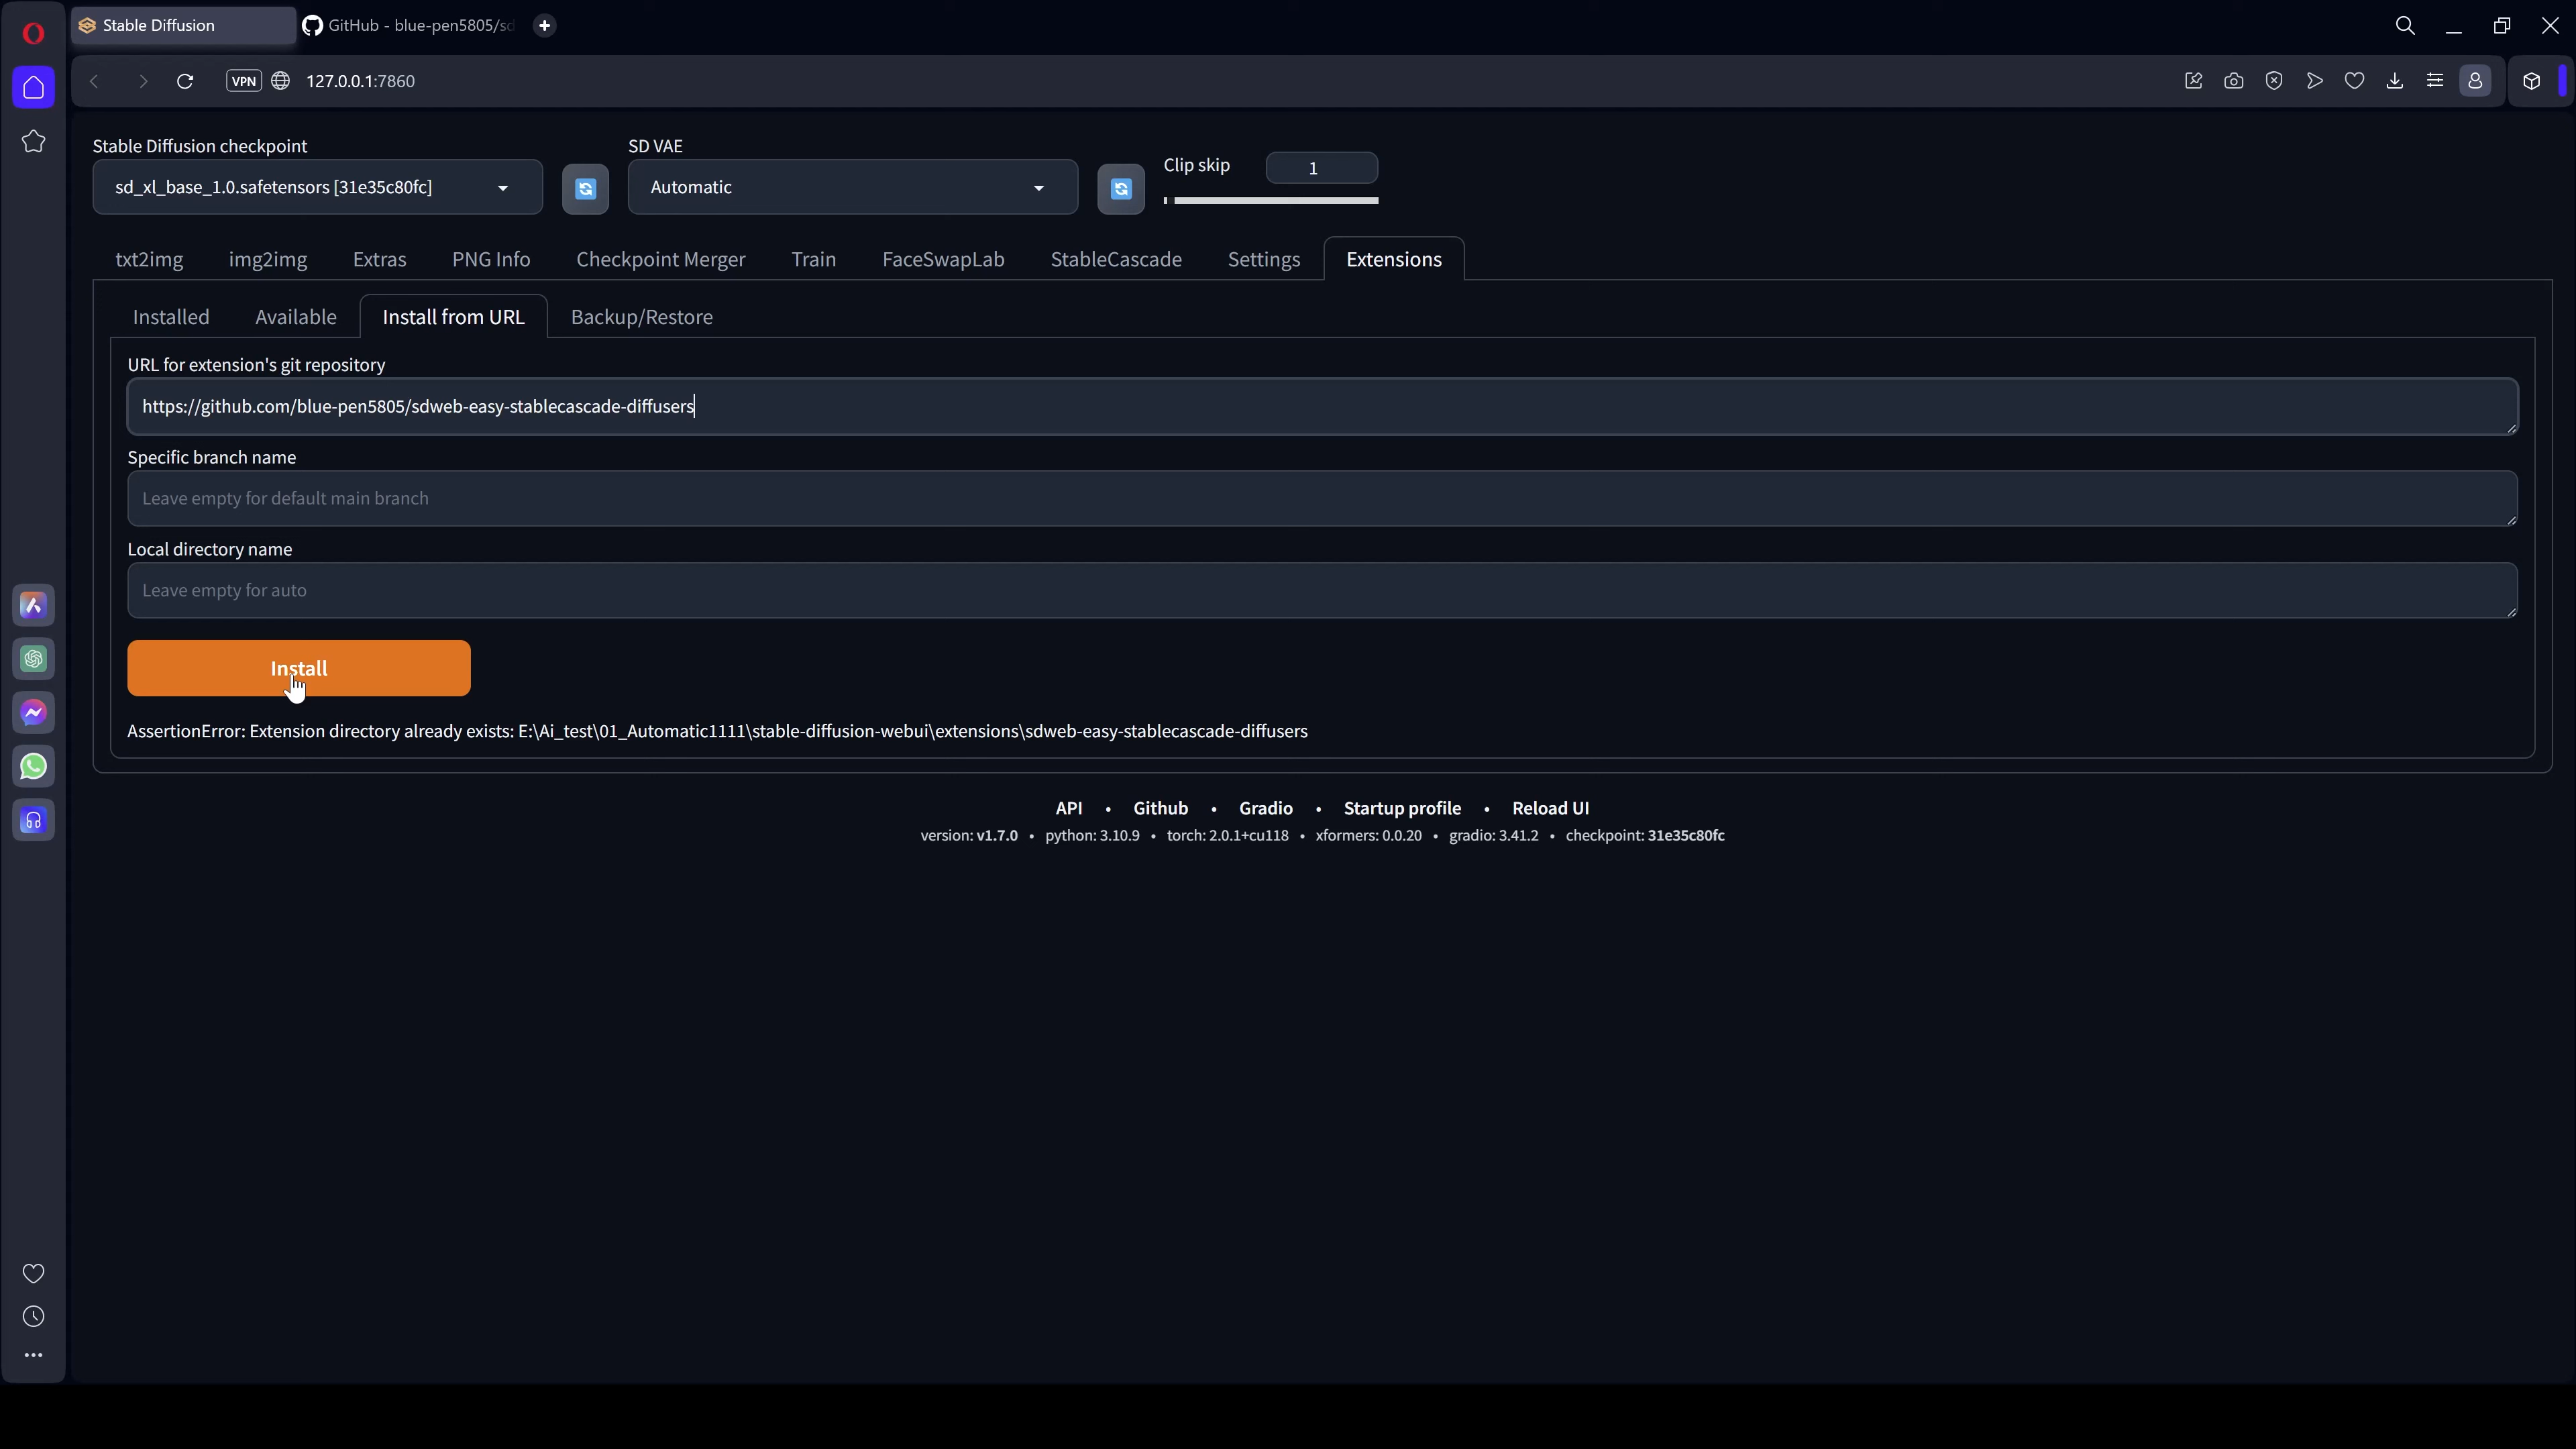 Stable Diffusion
GitHub - blue-pen5805/sd
VPN 127.0.0.1:7860
Stable Diffusion checkpoint
SD VAE
Clip skip
1
sd_xl_base_1.0.safetensors [31e35c80fc]
Automatic
txt2img img2img Extras PNG Info Checkpoint Merger Train FaceSwapLab StableCascade Settings Extensions
Installed Available Install from URL Backup/Restore
URL for extension's git repository
https://github.com/blue-pen5805/sdweb-easy-stablecascade-diffusers
Specific branch name
Leave empty for default main branch
Local directory name
Leave empty for auto
Install
AssertionError: Extension directory already exists: E:\Ai_test\01_Automatic1111\stable-diffusion-webui\extensions\sdweb-easy-stablecascade-diffusers
API • Github • Gradio • Startup profile • Reload UI
version: v1.7.0 • python: 3.10.9 • torch: 2.0.1+cu118 • xformers: 0.0.20 • gradio: 3.41.2 • checkpoint: 31e35c80fc